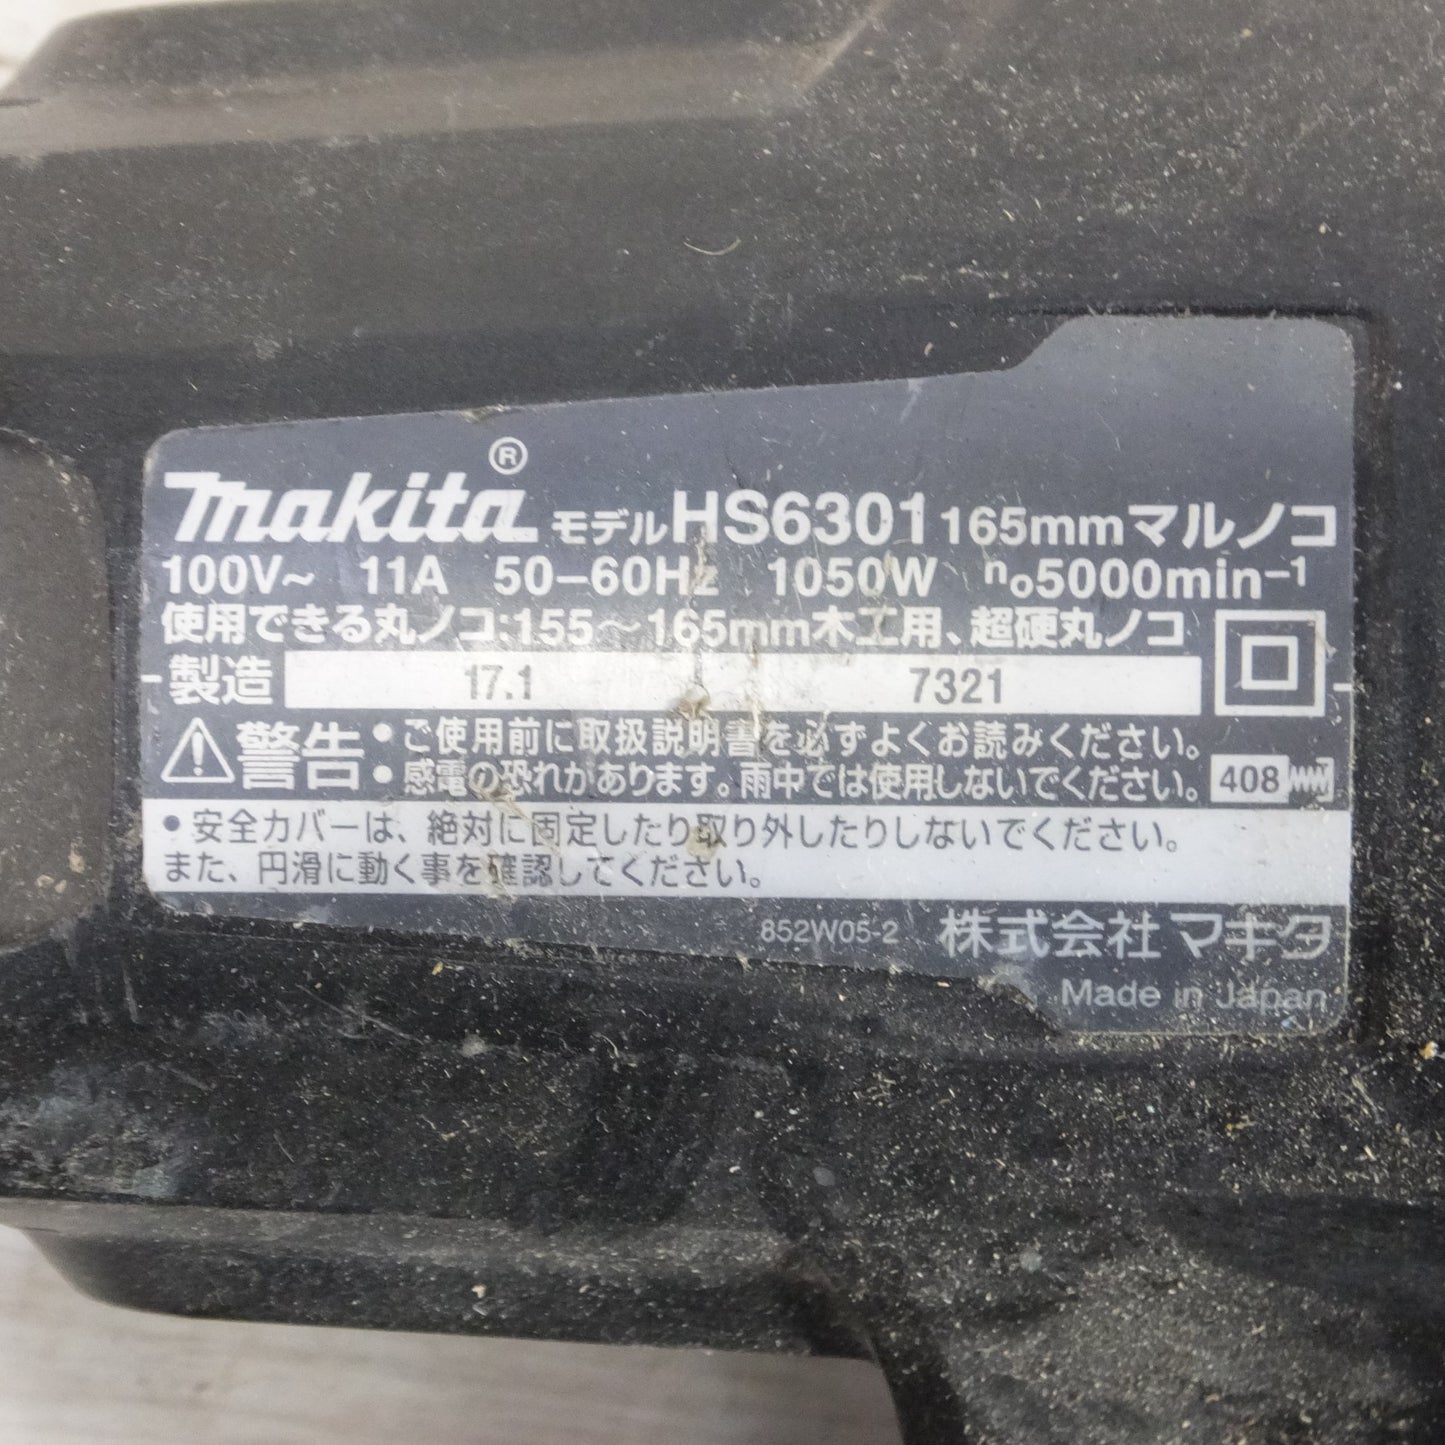 makita® モデルHS6301 165mmマルノコ
100V~ 11A 50-60Hz 1050W n₀5000min⁻¹
使用できる丸ノコ:155~165mm木工用、超硬丸ノコ
製造 17.1 7321
警告 •ご使用前に取扱説明書を必ずよくお読みください。
•感電の恐れがあります。雨中では使用しないでください。 408
•安全カバーは、絶対に固定したり取り外したりしないでください。
また、円滑に動く事を確認してください。
852W05-2 株式会社マキタ
Made in Japan